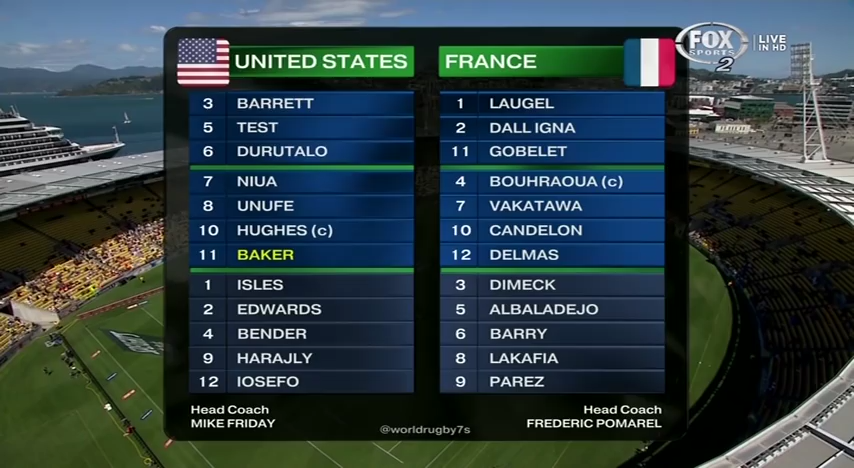 FOX
SPORTS
2
LIVE
IN HD
UNITED STATES
3 BARRETT
5 TEST
6 DURUTALO
7 NIUA
8 UNUFE
10 HUGHES (c)
11 BAKER
1 ISLES
2 EDWARDS
4 BENDER
9 HARAJLY
12 IOSEFO
Head Coach
MIKE FRIDAY
FRANCE
1 LAUGEL
2 DALL IGNA
11 GOBELET
4 BOUHRAOUA (c)
7 VAKATAWA
10 CANDELON
12 DELMAS
3 DIMECK
5 ALBALADEJO
6 BARRY
8 LAKAFIA
9 PAREZ
Head Coach
FREDERIC POMAREL
@worldrugby7s